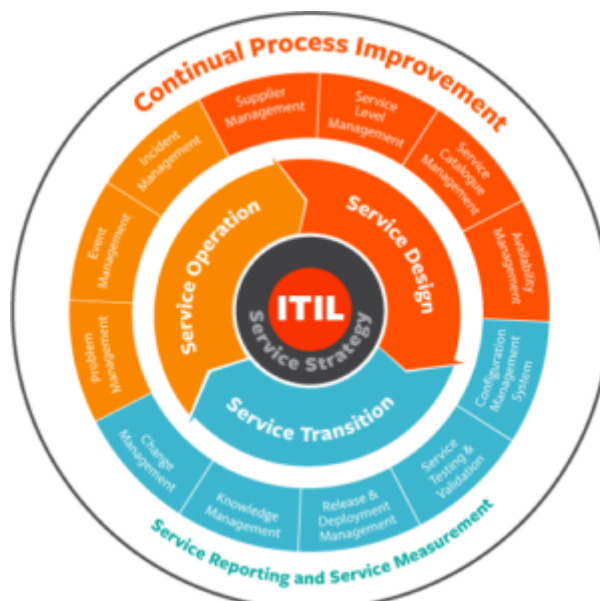 Continual Process Improvement
Supplier
Management
Service
Level
Management
Service
Catalogue
Management
Availability
Management
Configuration
Management
System
Service
Testing &
Validation
Release &
Deployment
Management
Knowledge
Management
Change
Management
Problem
Management
Event
Management
Incident
Management
Service Design
Service Transition
Service Operation
ITIL
Service Strategy
Service Reporting and Service Measurement